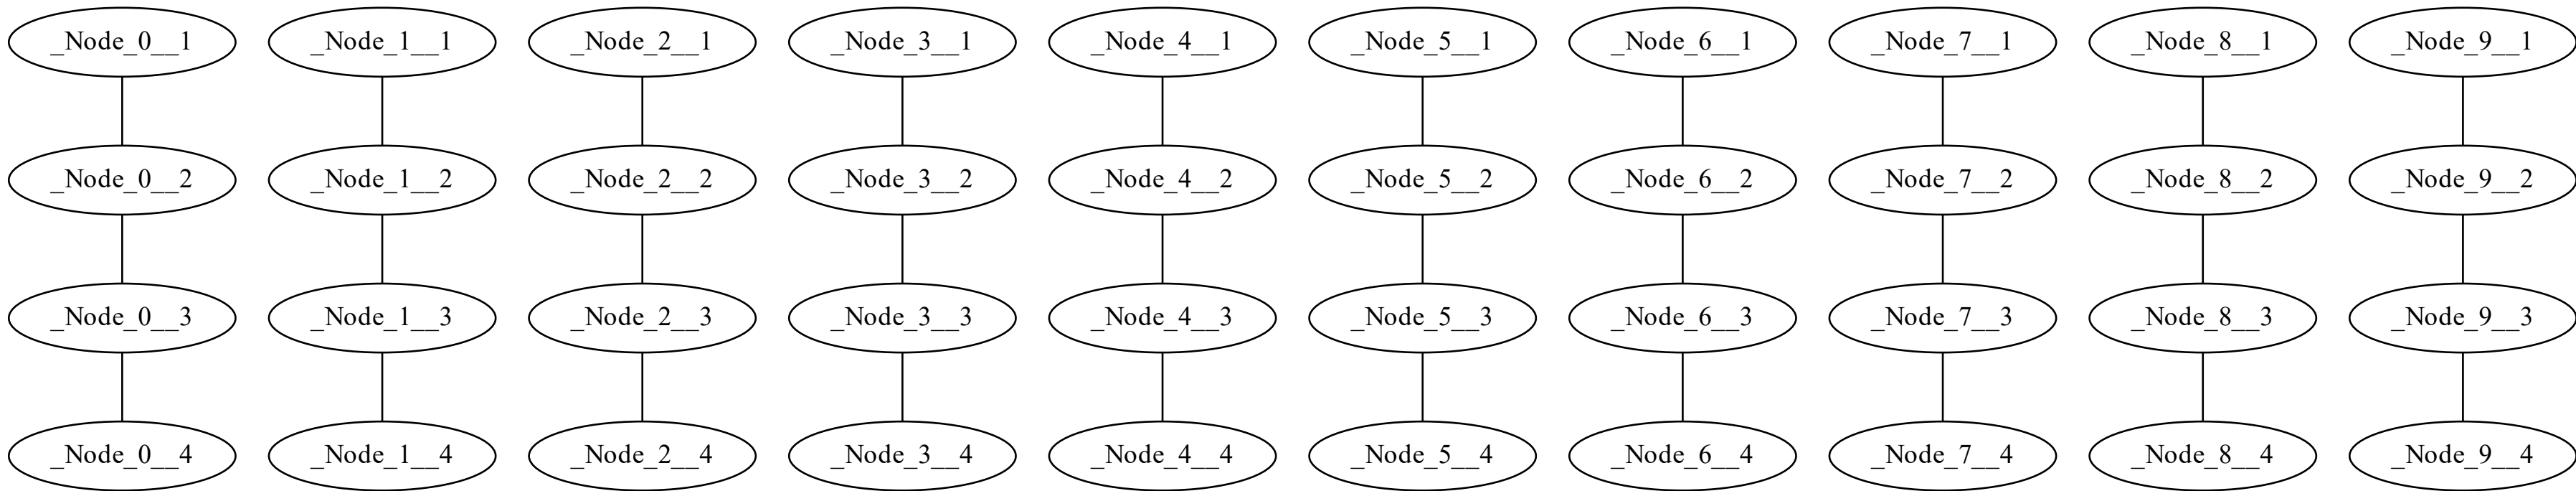 _Node_0__1 _Node_1__1 _Node_2__1 _Node_3__1 _Node_4__1 _Node_5__1 _Node_6__1 _Node_7__1 _Node_8__1 _Node_9__1
_Node_0__2 _Node_1__2 _Node_2__2 _Node_3__2 _Node_4__2 _Node_5__2 _Node_6__2 _Node_7__2 _Node_8__2 _Node_9__2
_Node_0__3 _Node_1__3 _Node_2__3 _Node_3__3 _Node_4__3 _Node_5__3 _Node_6__3 _Node_7__3 _Node_8__3 _Node_9__3
_Node_0__4 _Node_1__4 _Node_2__4 _Node_3__4 _Node_4__4 _Node_5__4 _Node_6__4 _Node_7__4 _Node_8__4 _Node_9__4